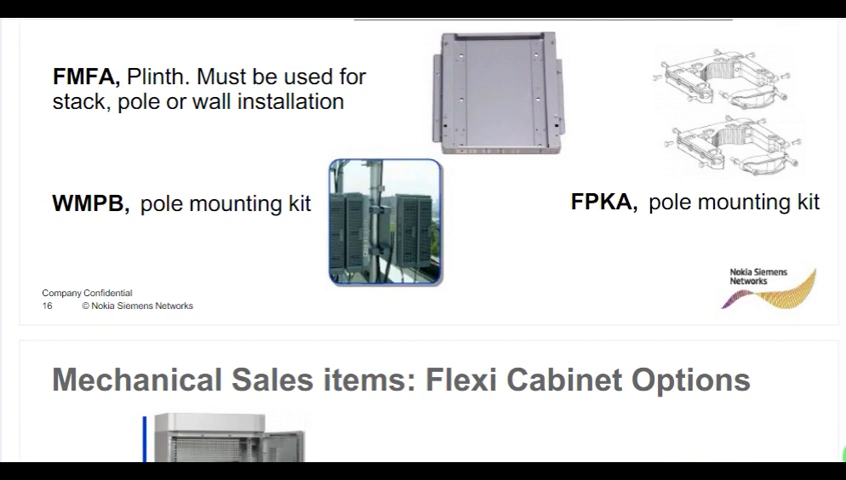 FMFA, Plinth. Must be used for
stack, pole or wall installation
WMPB, pole mounting kit
FPKA, pole mounting kit
Company Confidential
16 © Nokia Siemens Networks
Nokia Siemens
Networks
Mechanical Sales items: Flexi Cabinet Options